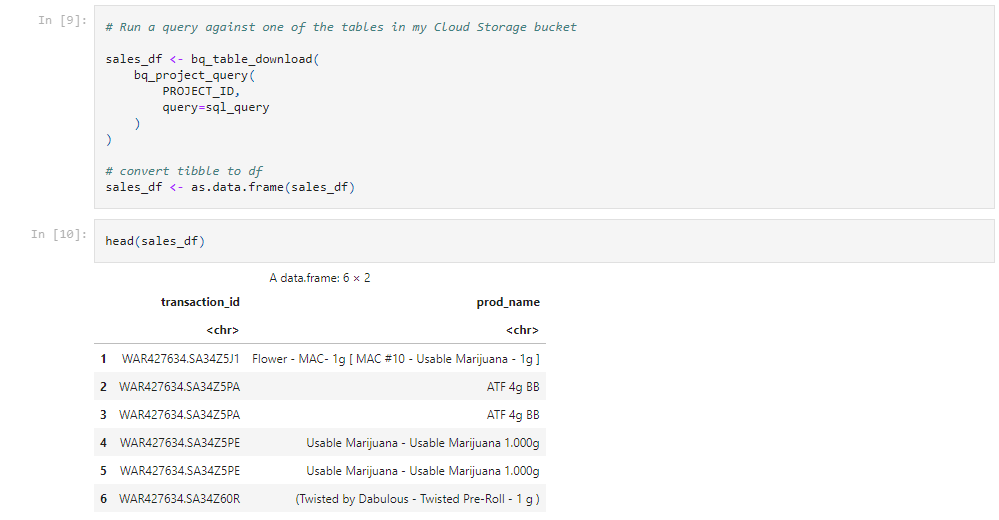 In [9]:
# Run a query against one of the tables in my Cloud Storage bucket
sales_df <- bq_table_download(
bq_project_query(
PROJECT_ID,
query=sql_query
)
)
# convert tibble to df
sales_df <- as.data.frame(sales_df)
In [10]:
head(sales_df)
A data.frame: 6 × 2
transaction_id prod_name
<chr> <chr>
1 WAR427634.SA34Z5J1 Flower - MAC- 1g [ MAC #10 - Usable Marijuana - 1g ]
2 WAR427634.SA34Z5PA ATF 4g BB
3 WAR427634.SA34Z5PA ATF 4g BB
4 WAR427634.SA34Z5PE Usable Marijuana - Usable Marijuana 1.000g
5 WAR427634.SA34Z5PE Usable Marijuana - Usable Marijuana 1.000g
6 WAR427634.SA34Z60R (Twisted by Dabulous - Twisted Pre-Roll - 1 g )